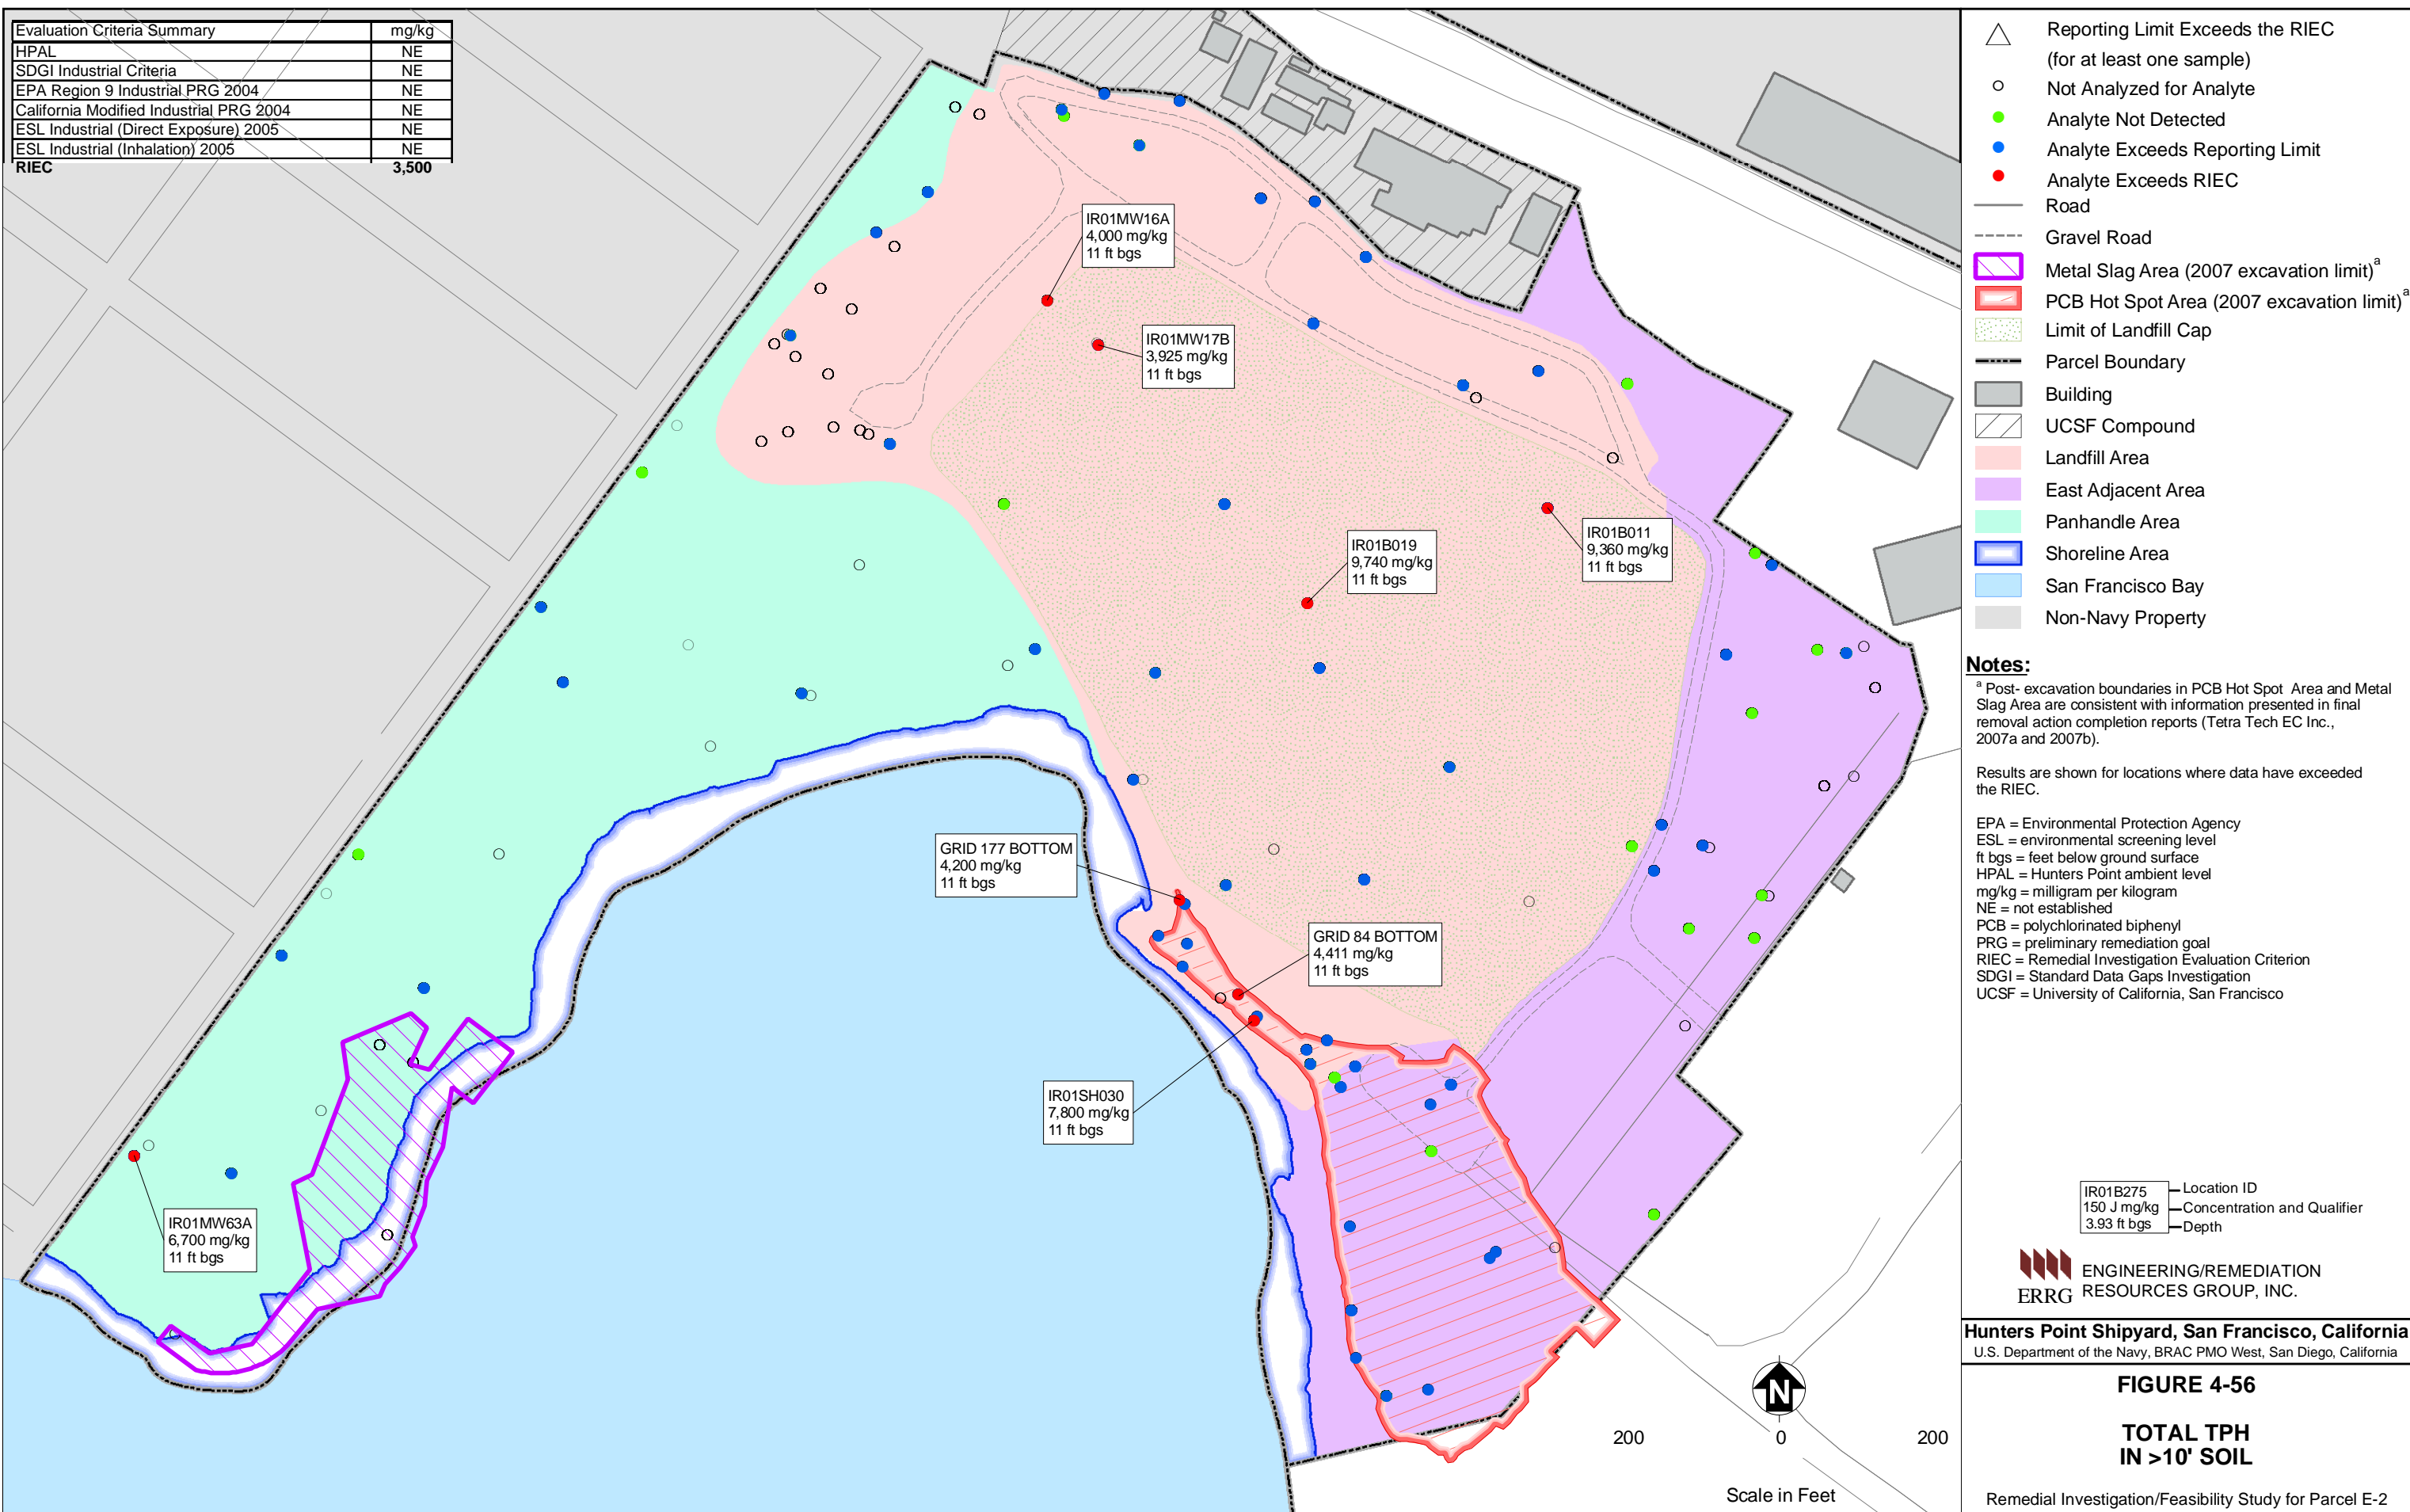 Evaluation Criteria Summary mg/kg
HPAL NE
SDGI Industrial Criteria NE
EPA Region 9 Industrial PRG 2004 NE
California Modified Industrial PRG 2004 NE
ESL Industrial (Direct Exposure) 2005 NE
ESL Industrial (Inhalation) 2005 NE
RIEC 3,500
IR01MW16A
4,000 mg/kg
11 ft bgs
IR01MW17B
3,925 mg/kg
11 ft bgs
IR01B019
9,740 mg/kg
11 ft bgs
IR01B011
9,360 mg/kg
11 ft bgs
GRID 177 BOTTOM
4,200 mg/kg
11 ft bgs
GRID 84 BOTTOM
4,411 mg/kg
11 ft bgs
IR01SH030
7,800 mg/kg
11 ft bgs
IR01MW63A
6,700 mg/kg
11 ft bgs
N
200 0 200
Scale in Feet
Reporting Limit Exceeds the RIEC
(for at least one sample)
Not Analyzed for Analyte
Analyte Not Detected
Analyte Exceeds Reporting Limit
Analyte Exceeds RIEC
Road
Gravel Road
Metal Slag Area (2007 excavation limit)a
PCB Hot Spot Area (2007 excavation limit)a
Limit of Landfill Cap
Parcel Boundary
Building
UCSF Compound
Landfill Area
East Adjacent Area
Panhandle Area
Shoreline Area
San Francisco Bay
Non-Navy Property
Notes:
a Post- excavation boundaries in PCB Hot Spot Area and Metal
Slag Area are consistent with information presented in final
removal action completion reports (Tetra Tech EC Inc.,
2007a and 2007b).
Results are shown for locations where data have exceeded
the RIEC.
EPA = Environmental Protection Agency
ESL = environmental screening level
ft bgs = feet below ground surface
HPAL = Hunters Point ambient level
mg/kg = milligram per kilogram
NE = not established
PCB = polychlorinated biphenyl
PRG = preliminary remediation goal
RIEC = Remedial Investigation Evaluation Criterion
SDGI = Standard Data Gaps Investigation
UCSF = University of California, San Francisco
IR01B275 Location ID
150 J mg/kg Concentration and Qualifier
3.93 ft bgs Depth
ERRG
ENGINEERING/REMEDIATION
RESOURCES GROUP, INC.
Hunters Point Shipyard, San Francisco, California
U.S. Department of the Navy, BRAC PMO West, San Diego, California
FIGURE 4-56
TOTAL TPH
IN >10' SOIL
Remedial Investigation/Feasibility Study for Parcel E-2